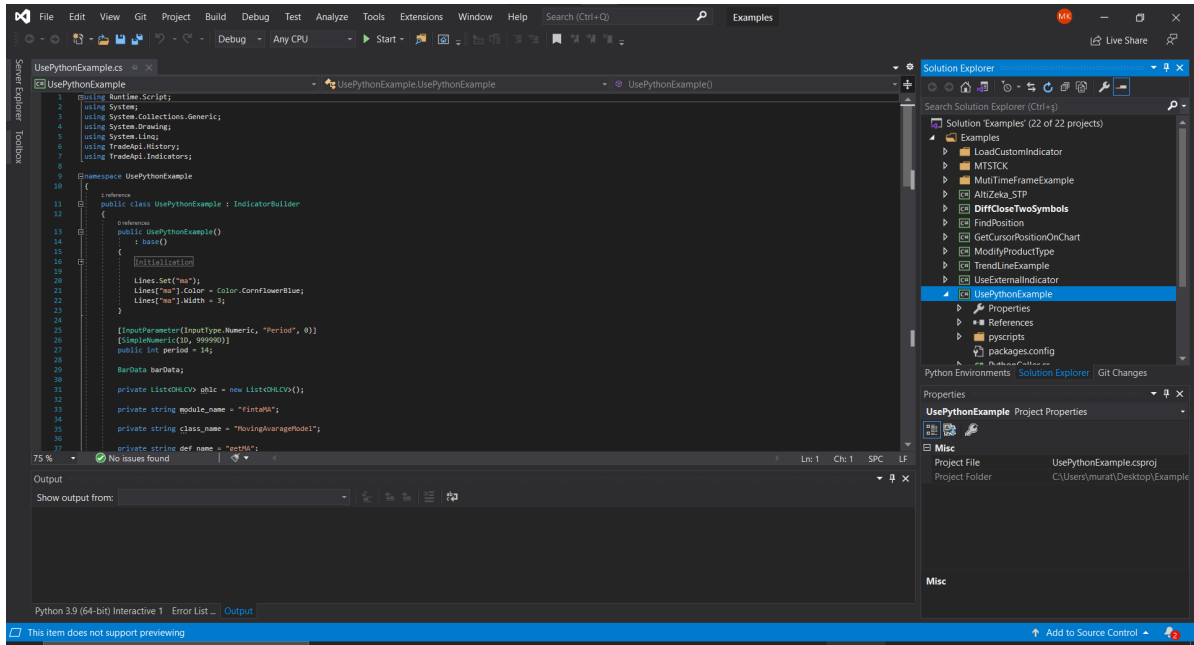 File Edit View Git Project Build Debug Test Analyze Tools Extensions Window Help Search (Ctrl+Q) Examples MK
Debug Any CPU Start Live Share
Server Explorer
Toolbox
UsePythonExample.cs
UsePythonExample UsePythonExample.UsePythonExample UsePythonExample()
1 using Runtime.Script;
2 using System;
3 using System.Collections.Generic;
4 using System.Drawing;
5 using System.Linq;
6 using TradeApi.History;
7 using TradeApi.Indicators;
8
9 namespace UsePythonExample
10 {
1 reference
11 public class UsePythonExample : IndicatorBuilder
12 {
0 references
13 public UsePythonExample()
14 : base()
15 {
16 Initialization
19
20 Lines.Set("ma");
21 Lines["ma"].Color = Color.CornflowerBlue;
22 Lines["ma"].Width = 3;
23 }
24
25 [InputParameter(InputType.Numeric, "Period", 0)]
26 [SimpleNumeric(1D, 99999D)]
27 public int period = 14;
28
29 BarData barData;
30
31 private List<OHLCV> ohlc = new List<OHLCV>();
32
33 private string module_name = "fintaMA";
34
35 private string class_name = "MovingAvarageModel";
36
37 private string def_name = "getMA";
75 % No issues found Ln: 1 Ch: 1 SPC LF
Output
Show output from:
Python 3.9 (64-bit) Interactive 1 Error List ... Output
Solution Explorer
Search Solution Explorer (Ctrl+ş)
Solution 'Examples' (22 of 22 projects)
Examples
LoadCustomIndicator
MTSTCK
MutiTimeFrameExample
AltiZeka_STP
DiffCloseTwoSymbols
FindPosition
GetCursorPositionOnChart
ModifyProductType
TrendLineExample
UseExternalIndicator
UsePythonExample
Properties
References
pyscripts
packages.config
Python Environments Solution Explorer Git Changes
Properties
UsePythonExample Project Properties
Misc
Project File UsePythonExample.csproj
Project Folder C:\Users\murat\Desktop\Example
Misc
This item does not support previewing Add to Source Control 2